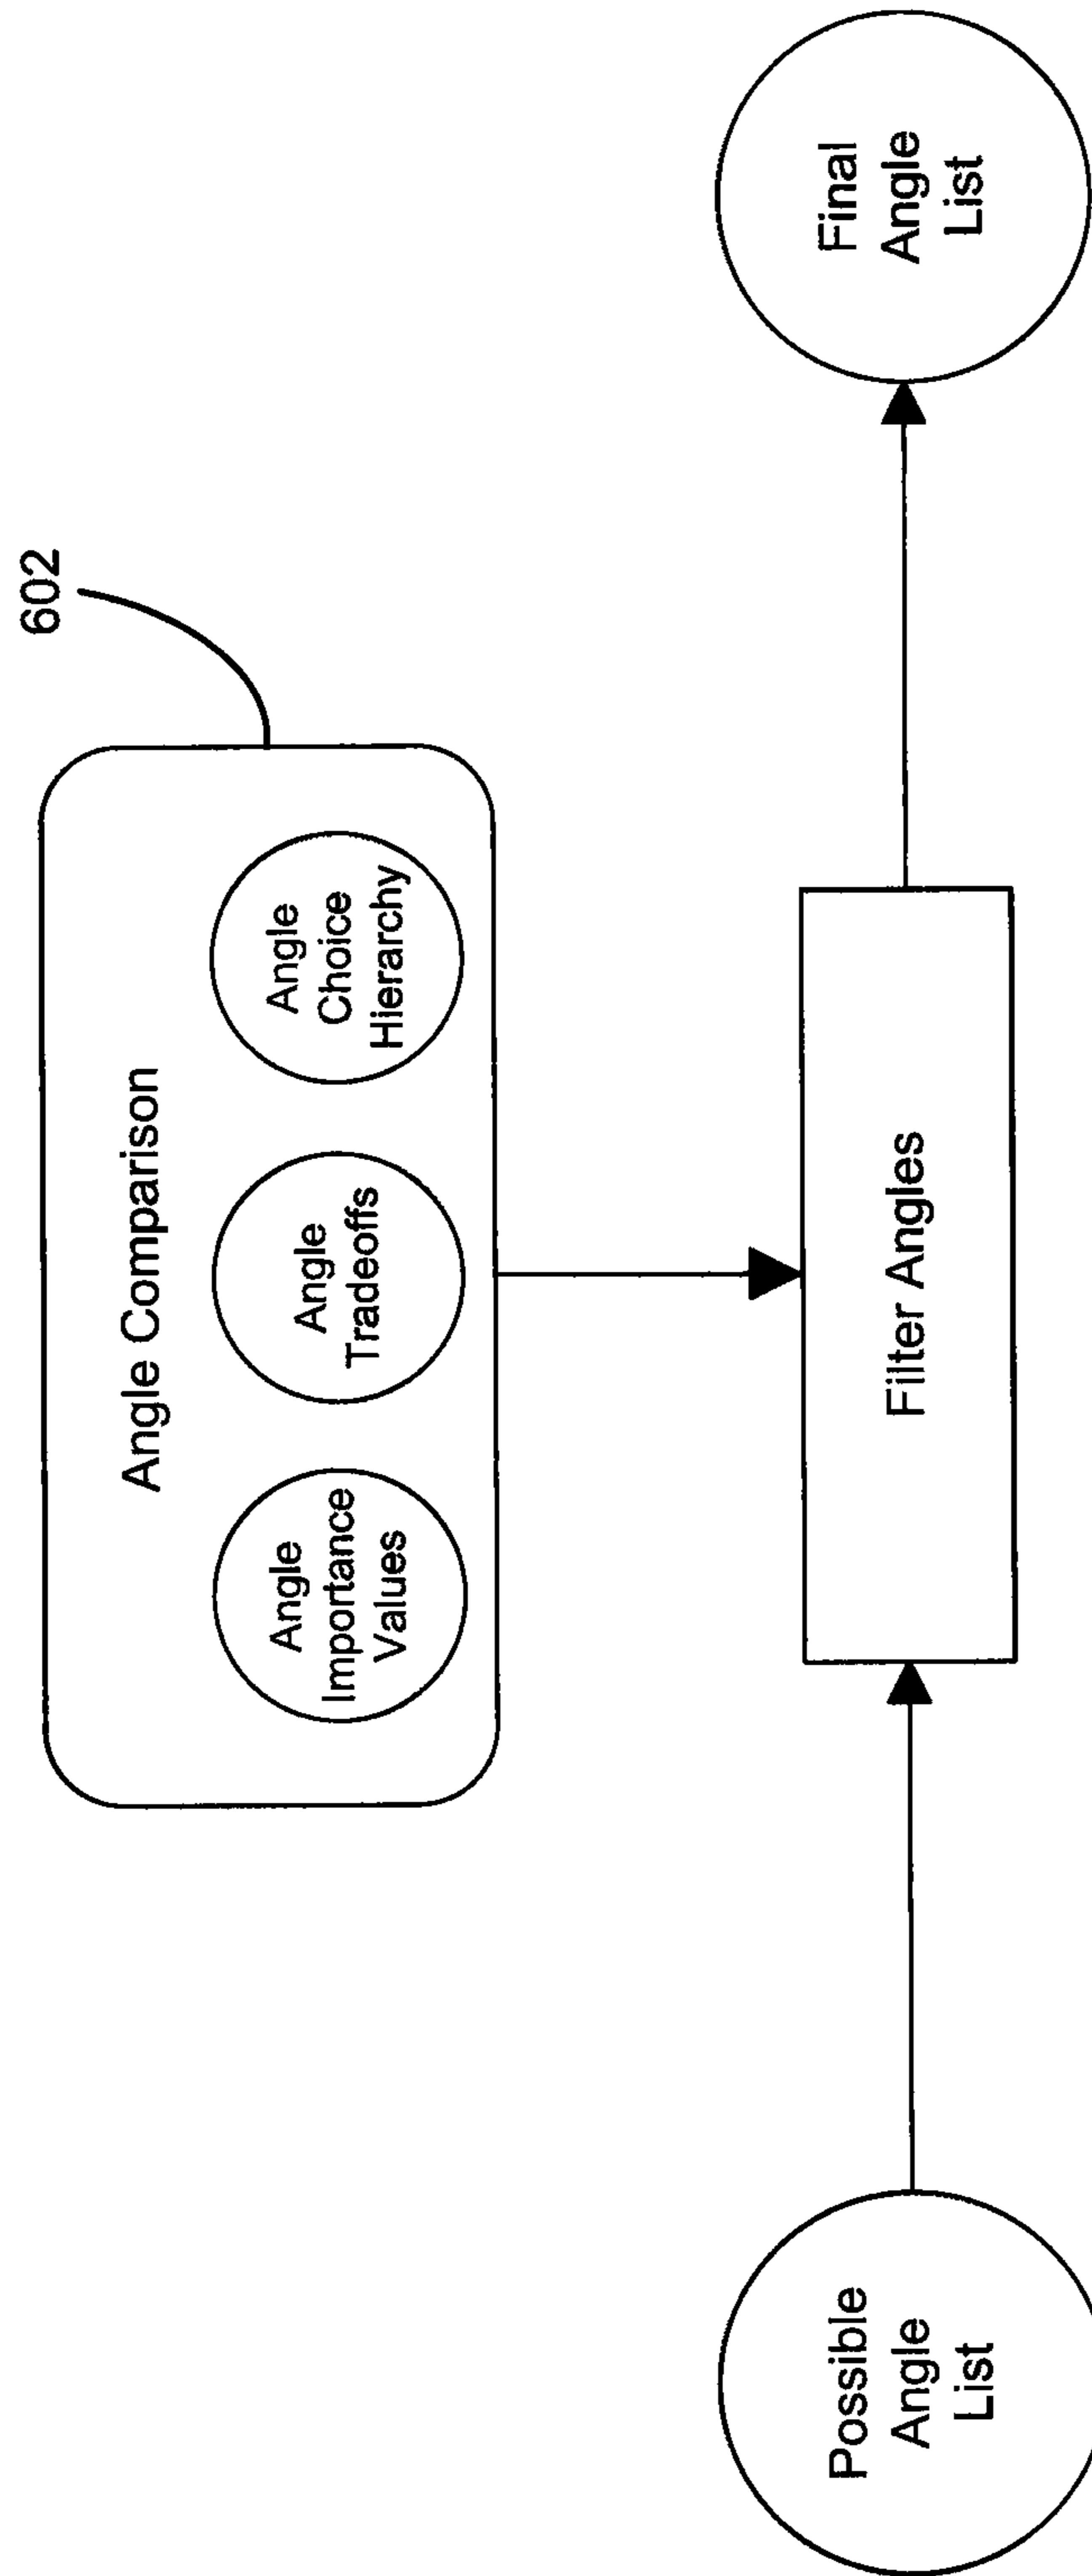 602
Angle Comparison
Angle
Importance
Values
Angle
Tradeoffs
Angle
Choice
Hierarchy
Possible
Angle
List
Filter Angles
Final
Angle
List